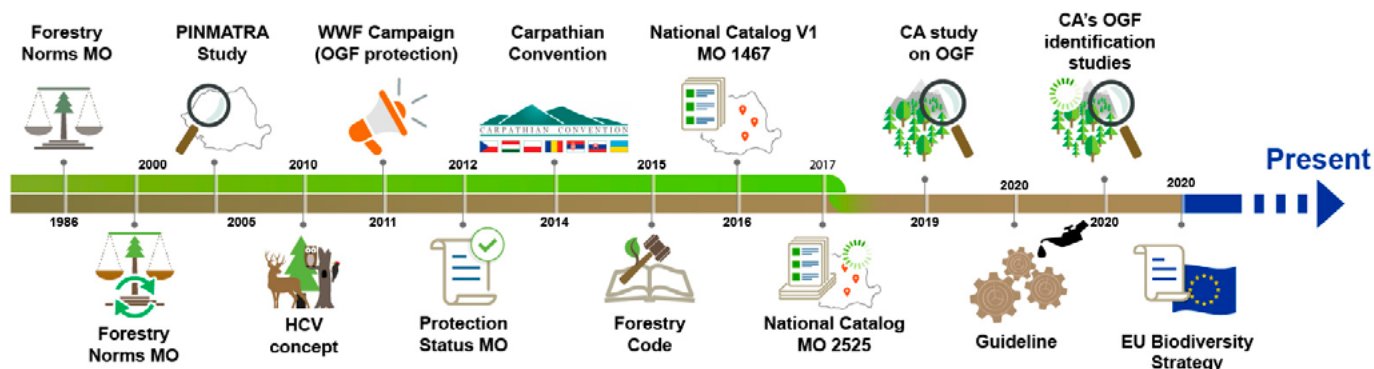 Forestry
Norms MO
PINMATRA
Study
WWF Campaign
(OGF protection)
Carpathian
Convention
National Catalog V1
MO 1467
CA study
on OGF
CA's OGF
identification
studies
CARPATHIAN CONVENTION
Present
2000
2010
2012
2015
2017
2020
2020
1986
2005
2011
2014
2016
2019
2020
Forestry
Norms MO
HCV
concept
Protection
Status MO
Forestry
Code
National Catalog
MO 2525
Guideline
EU Biodiversity
Strategy